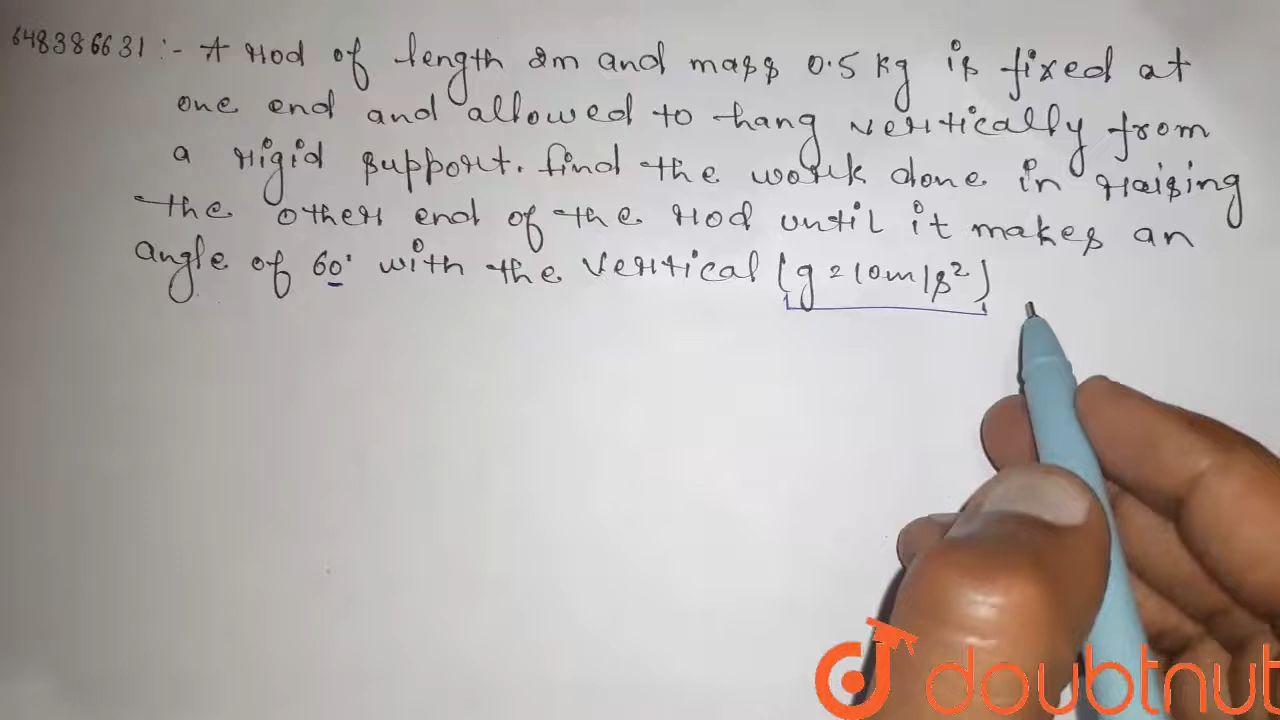 648386631 :- A rod of length 2m and mass 0.5 kg is fixed at
one end and allowed to hang vertically from
a rigid support. find the work done in raising
the other end of the rod until it makes an
angle of 60° with the vertical (g = 10m/s²)
doubtnut